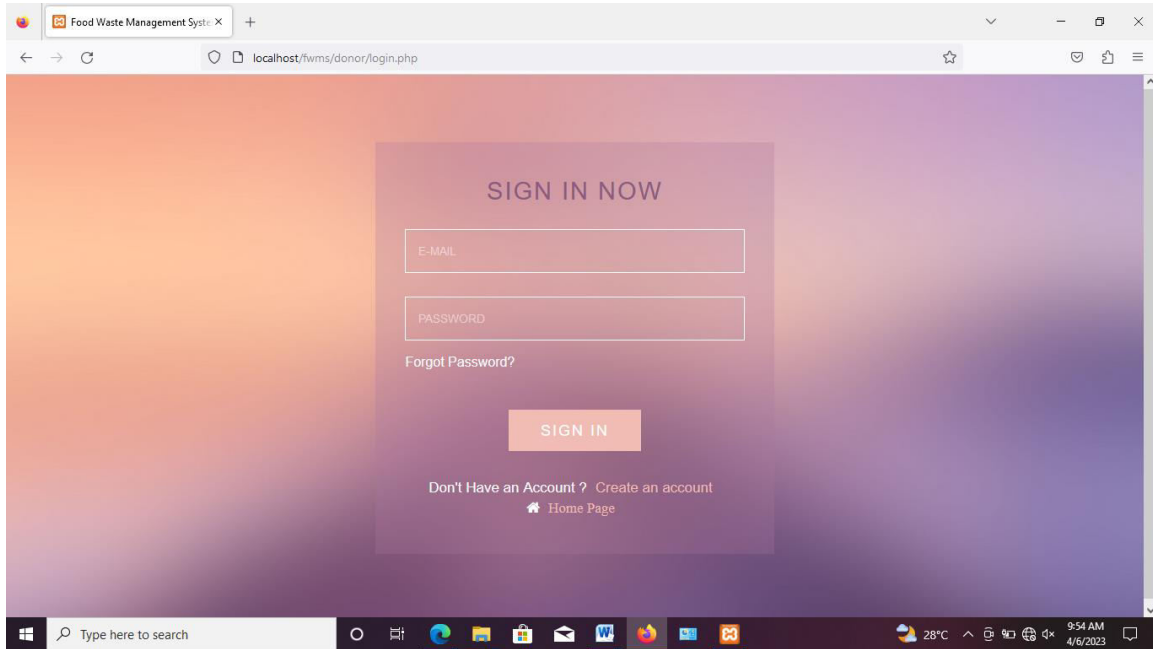 Food Waste Management Syste
localhost/fwms/donor/login.php
SIGN IN NOW
E-MAIL
PASSWORD
Forgot Password?
SIGN IN
Don't Have an Account ? Create an account
Home Page
Type here to search
28°C
9:54 AM
4/6/2023